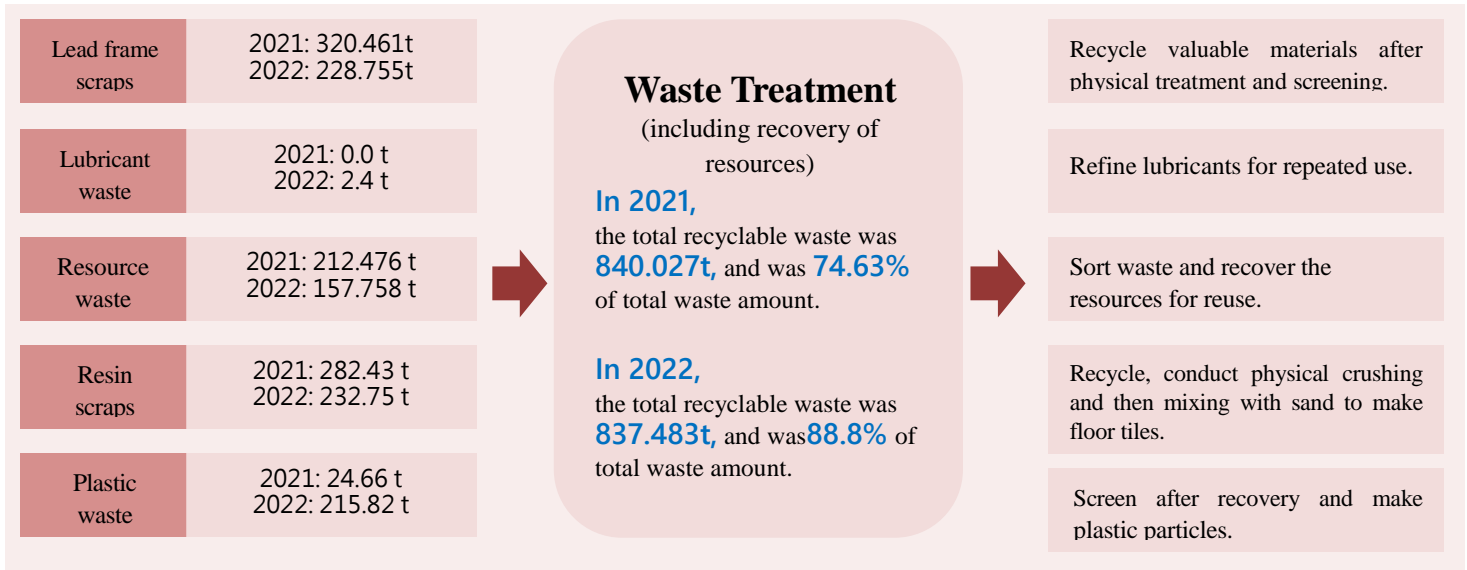 Lead frame
scraps
2021: 320.461t
2022: 228.755t
Lubricant
waste
2021: 0.0 t
2022: 2.4 t
Resource
waste
2021: 212.476 t
2022: 157.758 t
Resin
scraps
2021: 282.43 t
2022: 232.75 t
Plastic
waste
2021: 24.66 t
2022: 215.82 t
Waste Treatment
(including recovery of
resources)
In 2021,
the total recyclable waste was
840.027t, and was 74.63%
of total waste amount.
In 2022,
the total recyclable waste was
837.483t, and was88.8% of
total waste amount.
Recycle valuable materials after
physical treatment and screening.
Refine lubricants for repeated use.
Sort waste and recover the
resources for reuse.
Recycle, conduct physical crushing
and then mixing with sand to make
floor tiles.
Screen after recovery and make
plastic particles.